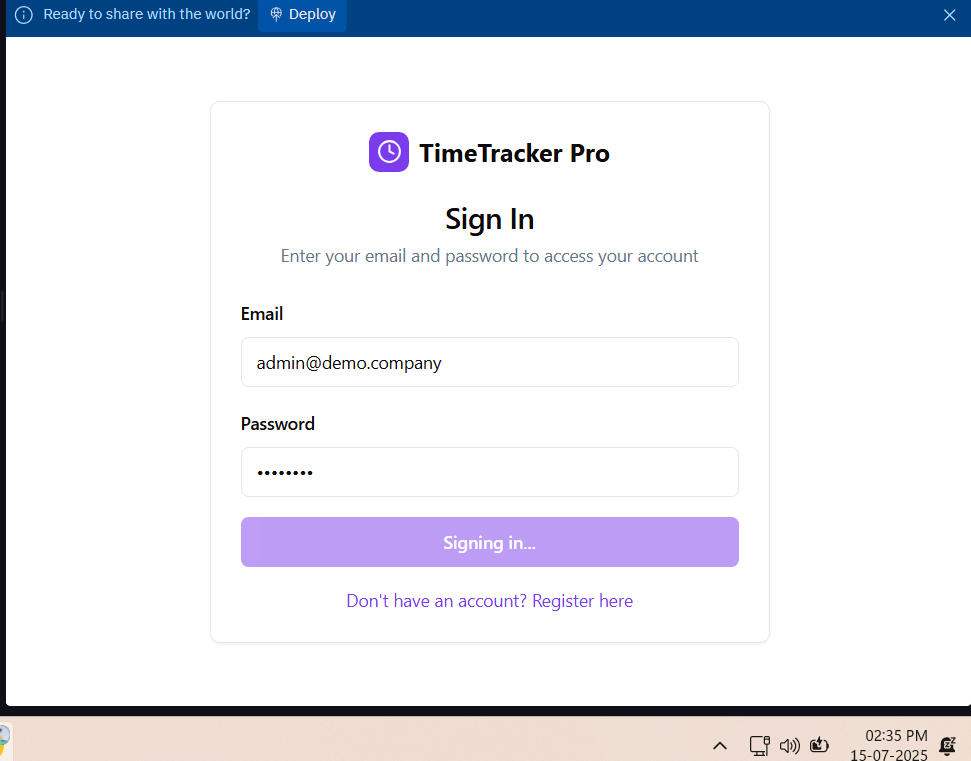 Ready to share with the world? Deploy
TimeTracker Pro
Sign In
Enter your email and password to access your account
Email
admin@demo.company
Password
••••••••
Signing in...
Don't have an account? Register here
02:35 PM
15-07-2025